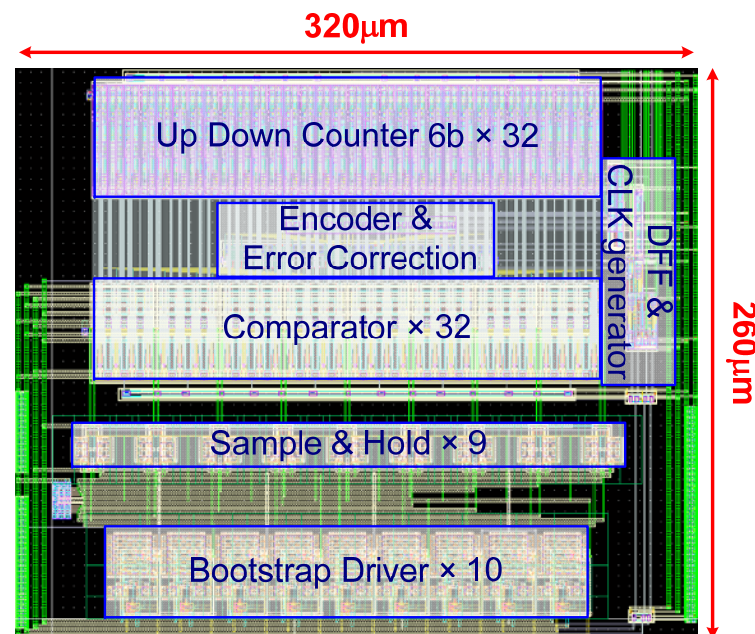 320μm
Up Down Counter 6b × 32
Encoder &
Error Correction
DFF &
CLK generator
Comparator × 32
260μm
Sample & Hold × 9
Bootstrap Driver × 10